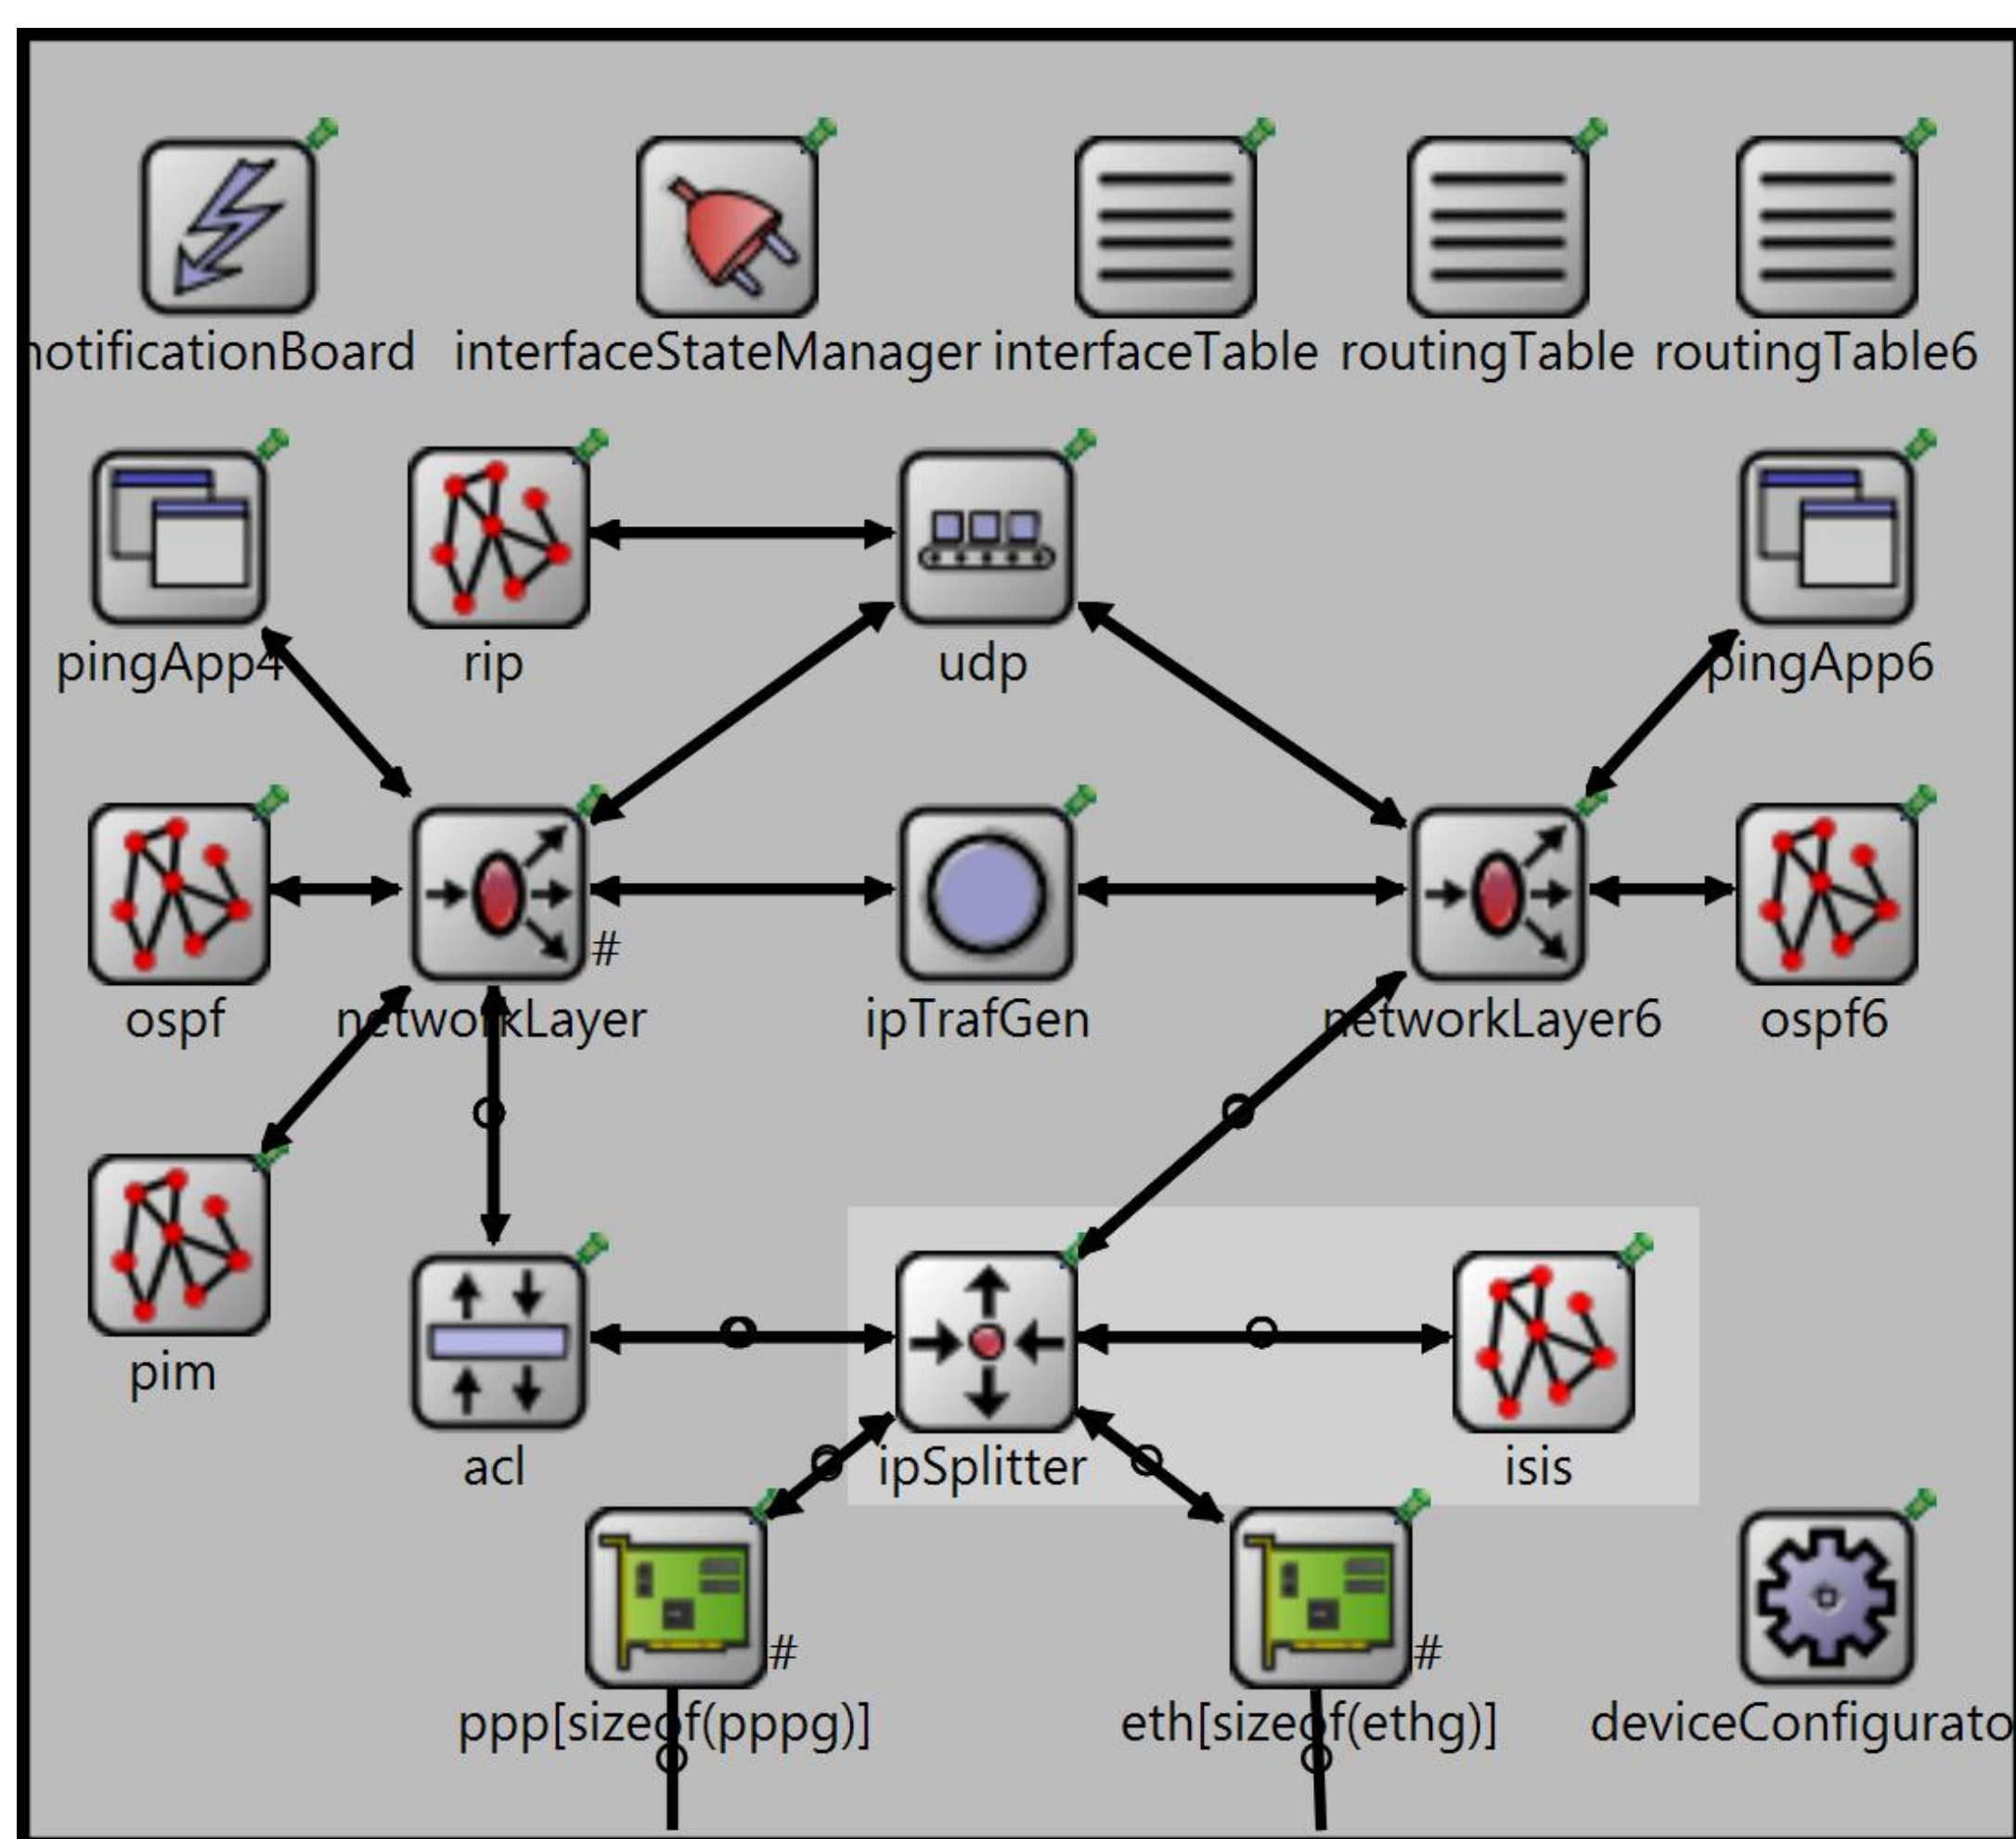 notificationBoard
interfaceStateManager
interfaceTable
routingTable
routingTable6
pingApp4
rip
udp
pingApp6
#
ospf
networkLayer
ipTrafGen
networkLayer6
ospf6
pim
acl
ipSplitter
isis
#
#
ppp[sizeof(pppg)]
eth[sizeof(ethg)]
deviceConfigurato